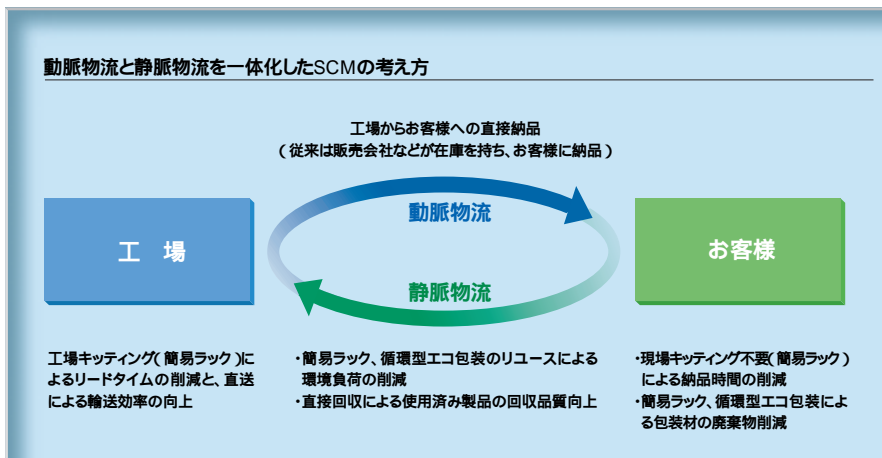 動脈物流と静脈物流を一体化したSCMの考え方
工場からお客様への直接納品
(従来は販売会社などが在庫を持ち、お客様に納品)
動脈物流
工 場
お客様
静脈物流
工場キッティング(簡易ラック)に
よるリードタイムの削減と、直送
による輸送効率の向上
・簡易ラック、循環型エコ包装のリユースによる
環境負荷の削減
・直接回収による使用済み製品の回収品質向上
・現場キッティング不要(簡易ラック)
による納品時間の削減
・簡易ラック、循環型エコ包装によ
る包装材の廃棄物削減